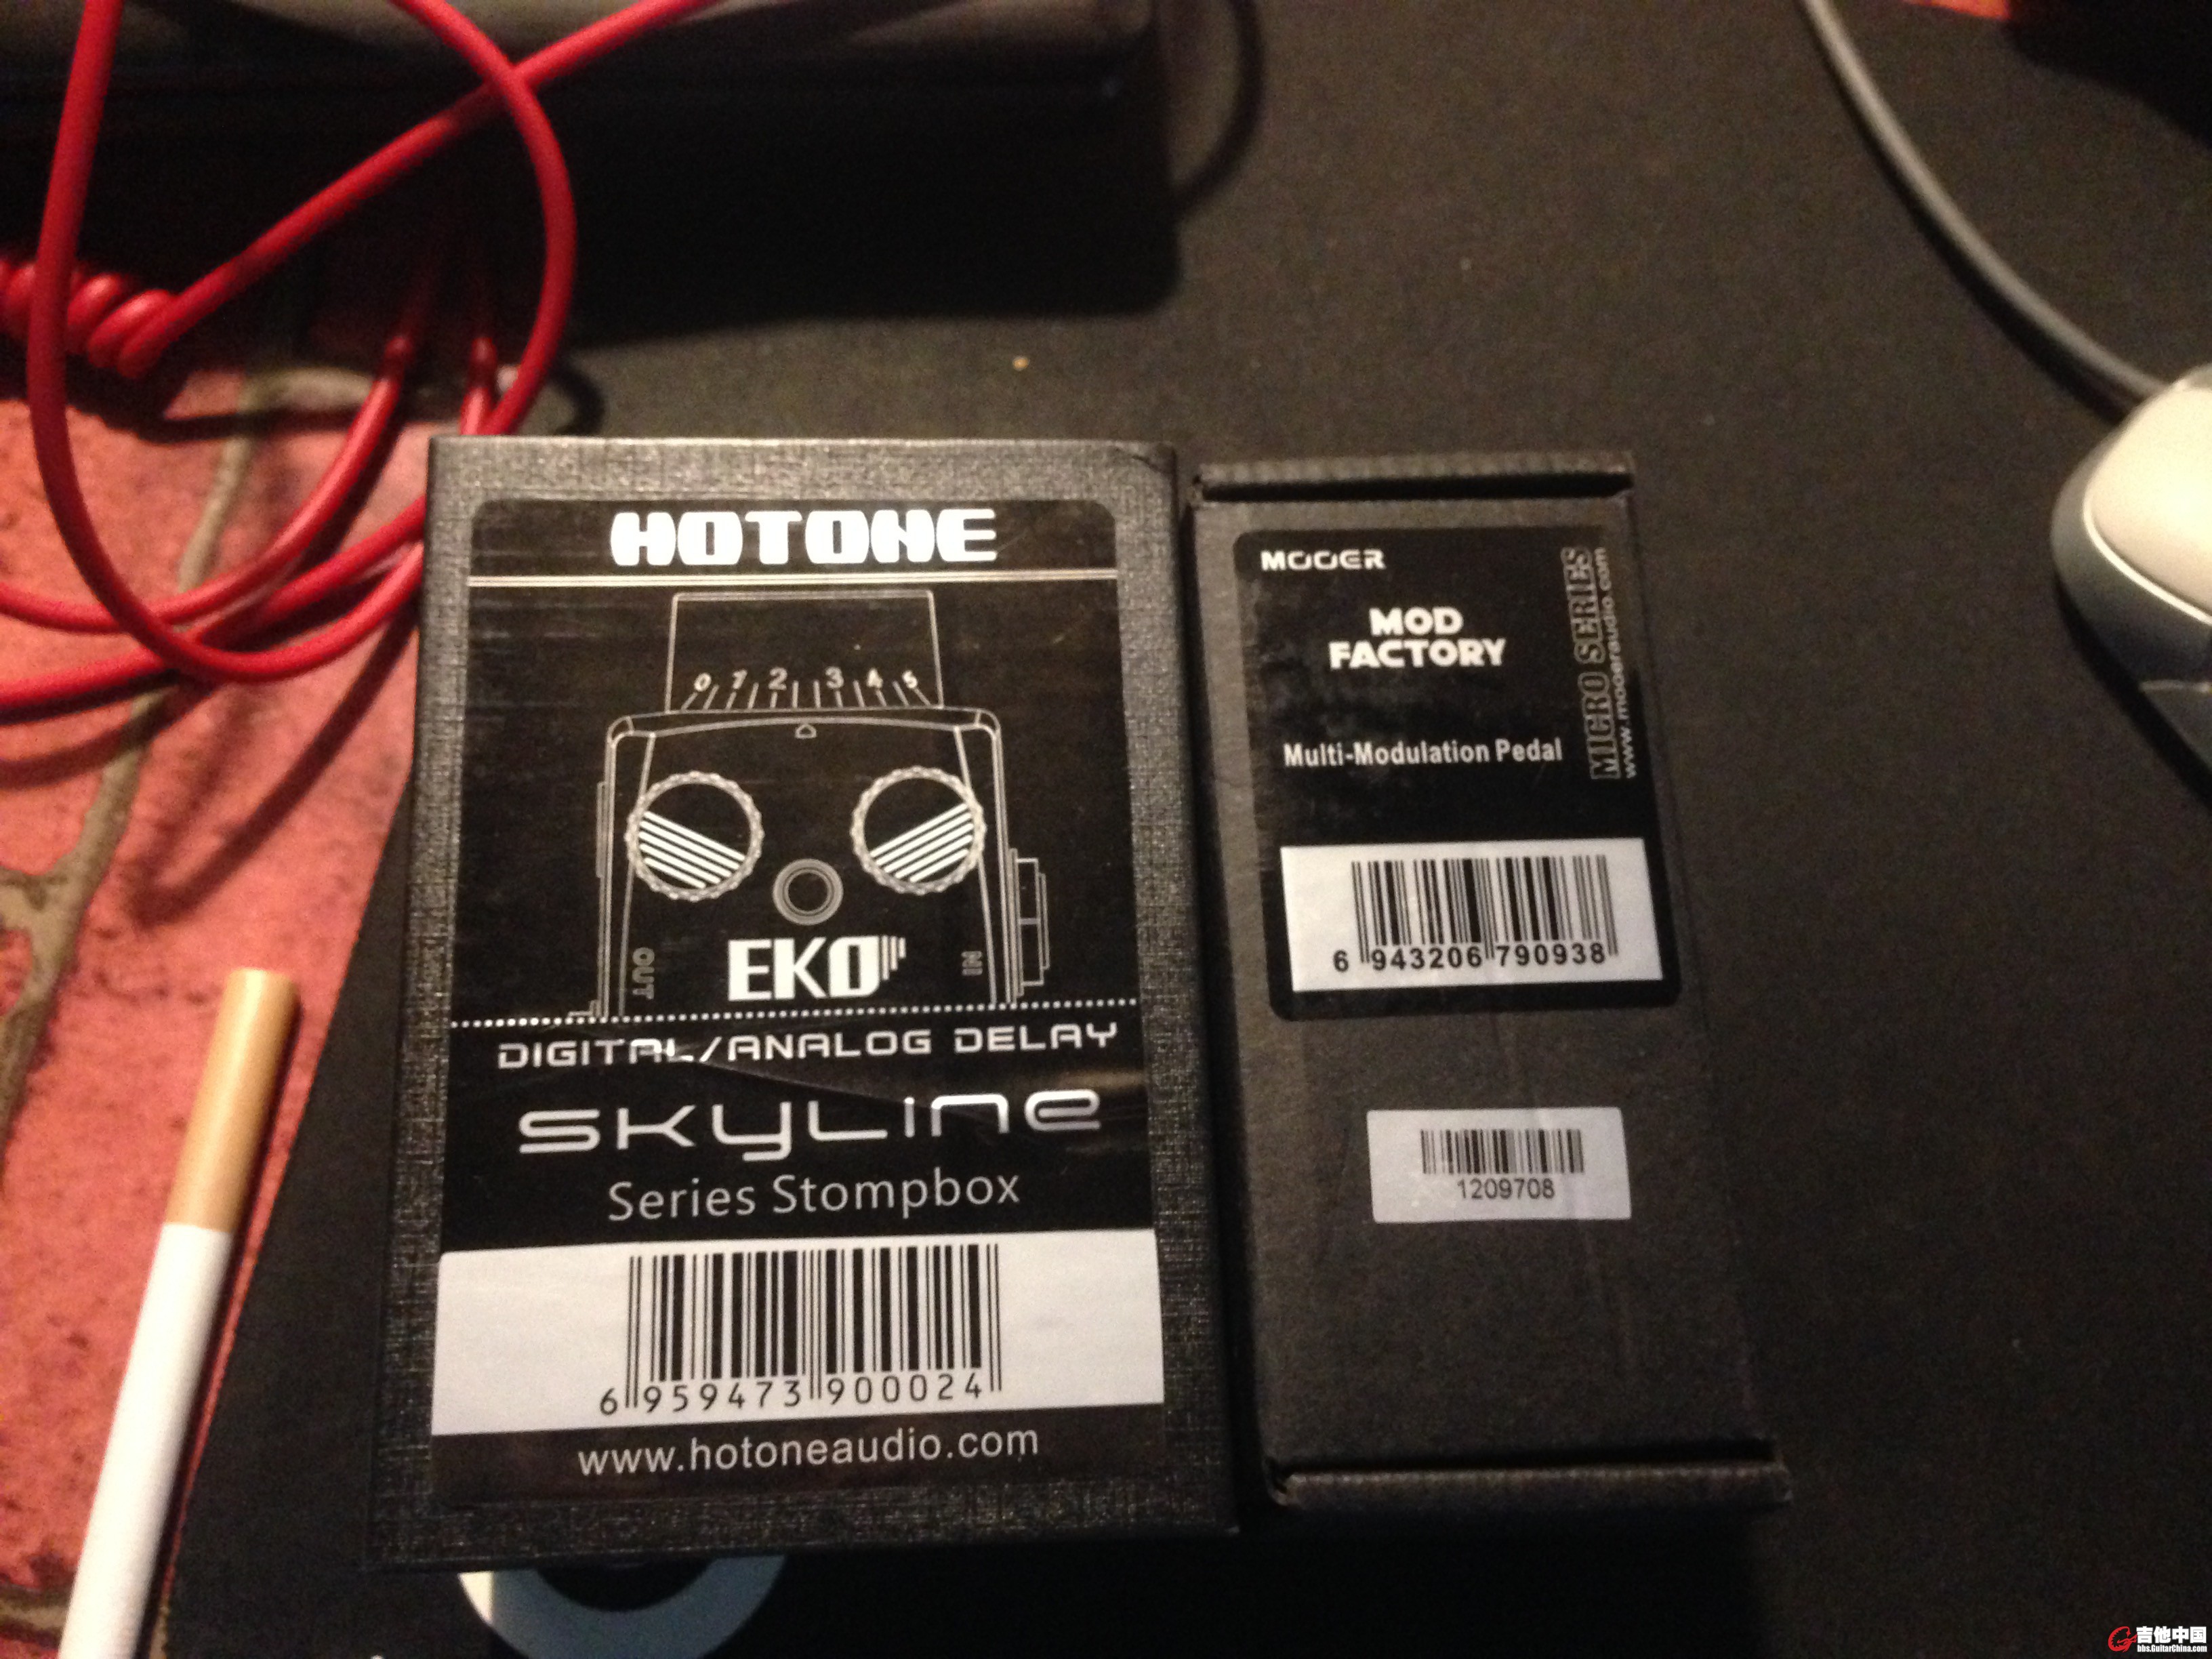 HOTONE
0 1 2 3 4 5
OUT
IN
EKO
DIGITAL/ANALOG DELAY
SKYLINE
Series Stompbox
6 959473 900024
www.hotoneaudio.com
MOOER
MOD
FACTORY
Multi-Modulation Pedal
MICRO SERIES
www.mooeraudio.com
6 943206 790938
1209708
吉他中国
bbs.GuitarChina.com